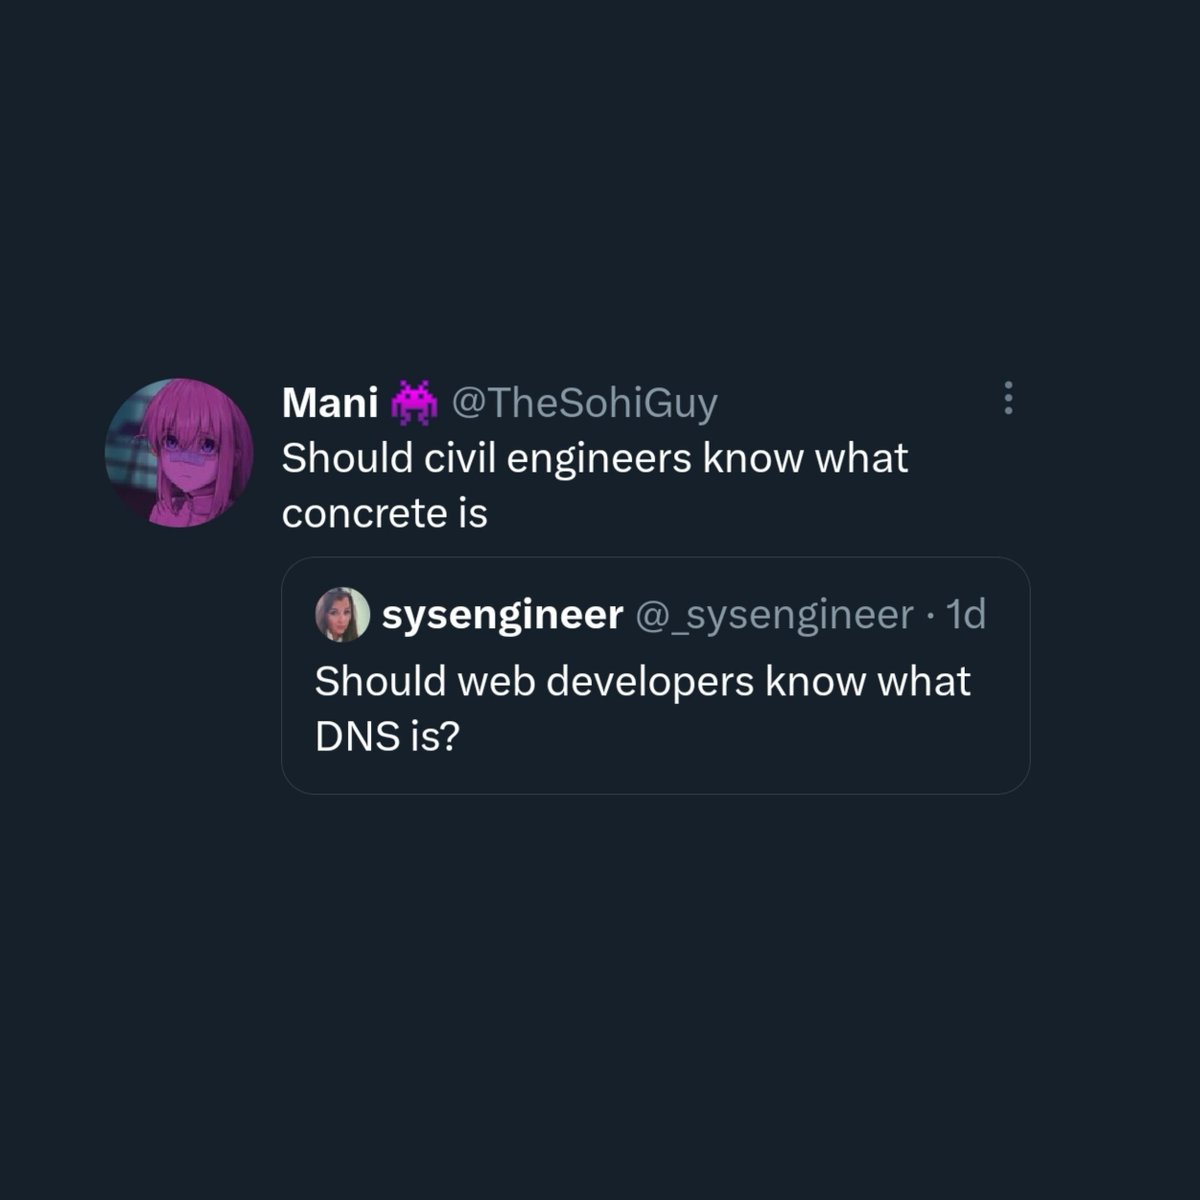 Mani 👾 @TheSohiGuy
Should civil engineers know what
concrete is
sysengineer @_sysengineer · 1d
Should web developers know what
DNS is?